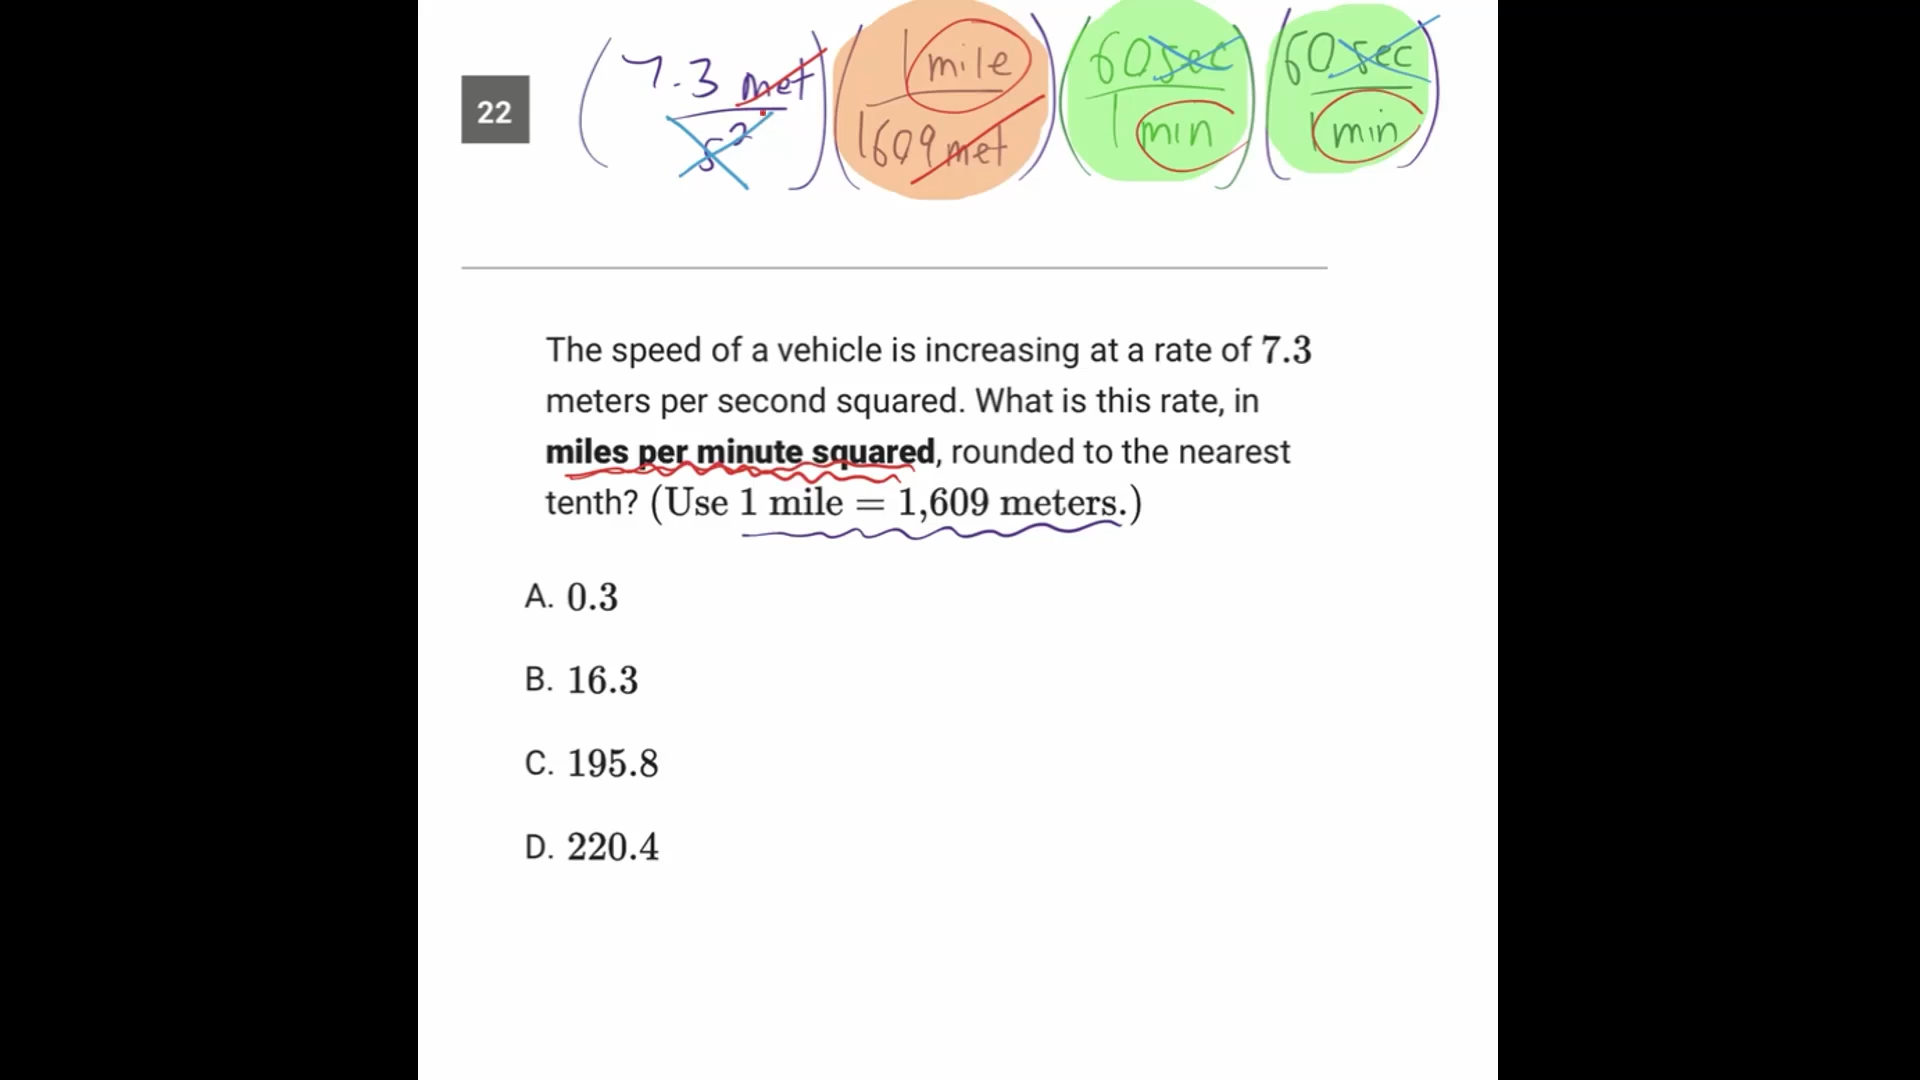 22
(7.3 met / s²) (1 mile / 1609 met) (60 sec / 1 min) (60 sec / 1 min)
The speed of a vehicle is increasing at a rate of 7.3
meters per second squared. What is this rate, in
miles per minute squared, rounded to the nearest
tenth? (Use 1 mile = 1,609 meters.)
A. 0.3
B. 16.3
C. 195.8
D. 220.4